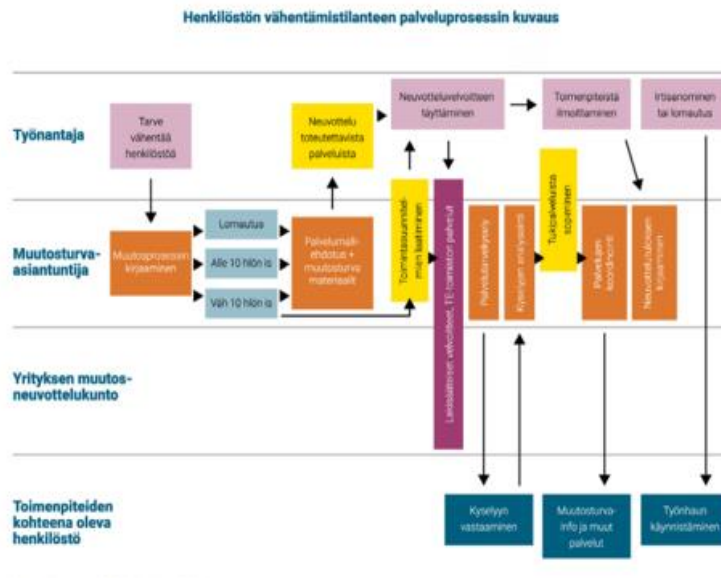 Henkilöstön vähentämistilanteen palveluprosessin kuvaus
Työnantaja
Tarve
vähentää
henkilöstöä
Neuvottelu
toteutettavista
palveluista
Neuvotteluvelvoitteen
täyttäminen
Toimenpiteistä
ilmoittaminen
Irtisanominen
tai lomautus
Muutosturva-
asiantuntija
Muutosprosessin
kirjaaminen
Lomautus
Alle 10 hlön is
Väh 10 hlön is
Palvelumalli-
ehdotus +
muutosturva
materiaalit
Toimintasuunnitel-
mien laatiminen
Lakisääteiset velvoitteet, TE-toimiston palvelut
Palvelutarvekysely
Kyselyen analysointi
Tukipalveluista
sopiminen
Palvelujen
koordinointi
Neuvottelutuloksen
kirjaaminen
Yrityksen muutos-
neuvottelukunto
Toimenpiteiden
kohteena oleva
henkilöstö
Kyselyyn
vastaaminen
Muutosturva-
info ja muut
palvelut
Työnhaun
käynnistäminen